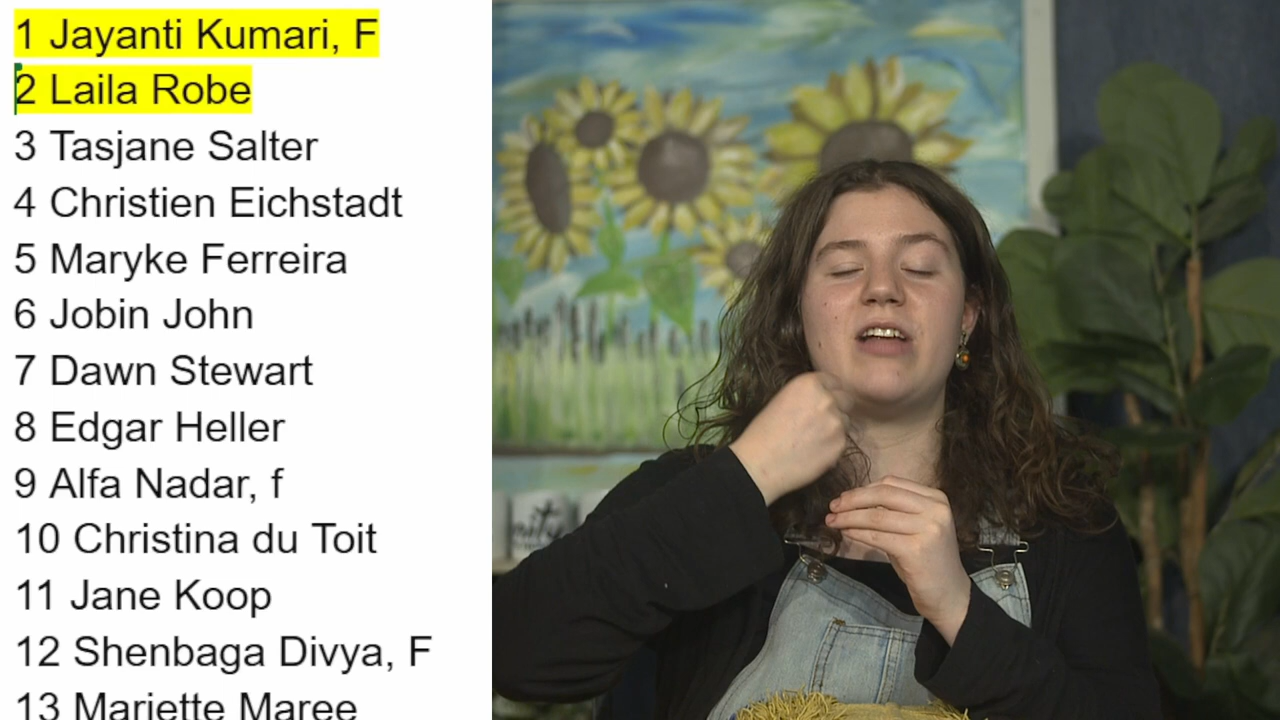 1 Jayanti Kumari, F
2 Laila Robe
3 Tasjane Salter
4 Christien Eichstadt
5 Maryke Ferreira
6 Jobin John
7 Dawn Stewart
8 Edgar Heller
9 Alfa Nadar, f
10 Christina du Toit
11 Jane Koop
12 Shenbaga Divya, F
13 Mariette Maree